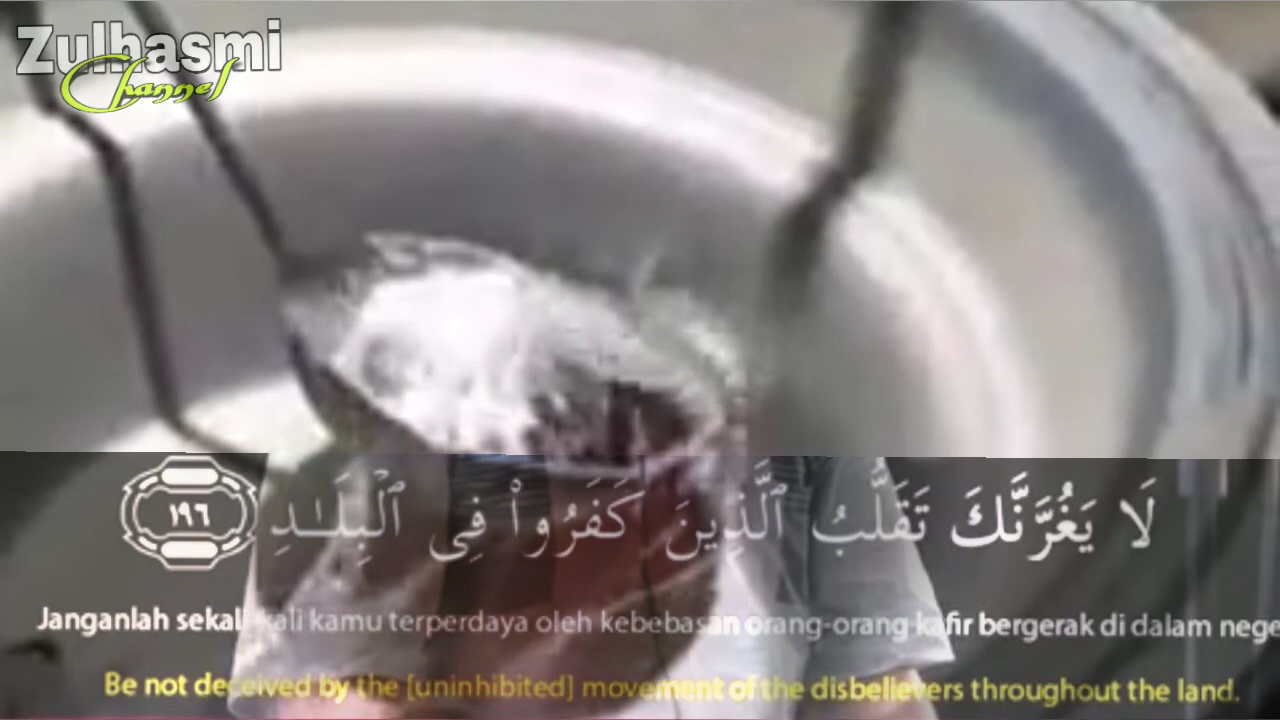 Zulhasmi
Channel
لَا يَغُرَّنَّكَ تَقَلُّبُ ٱلَّذِينَ كَفَرُوا۟ فِى ٱلْبِلَـٰدِ ١٩٦
Janganlah sekali-kali kamu terperdaya oleh kebebasan orang-orang kafir bergerak di dalam nege
Be not deceived by the [uninhibited] movement of the disbelievers throughout the land.